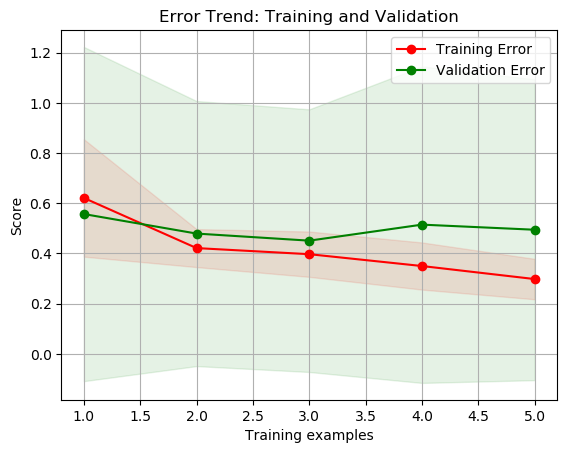 Error Trend: Training and Validation
Training Error
Validation Error
Score
1.2
1.0
0.8
0.6
0.4
0.2
0.0
1.0 1.5 2.0 2.5 3.0 3.5 4.0 4.5 5.0
Training examples